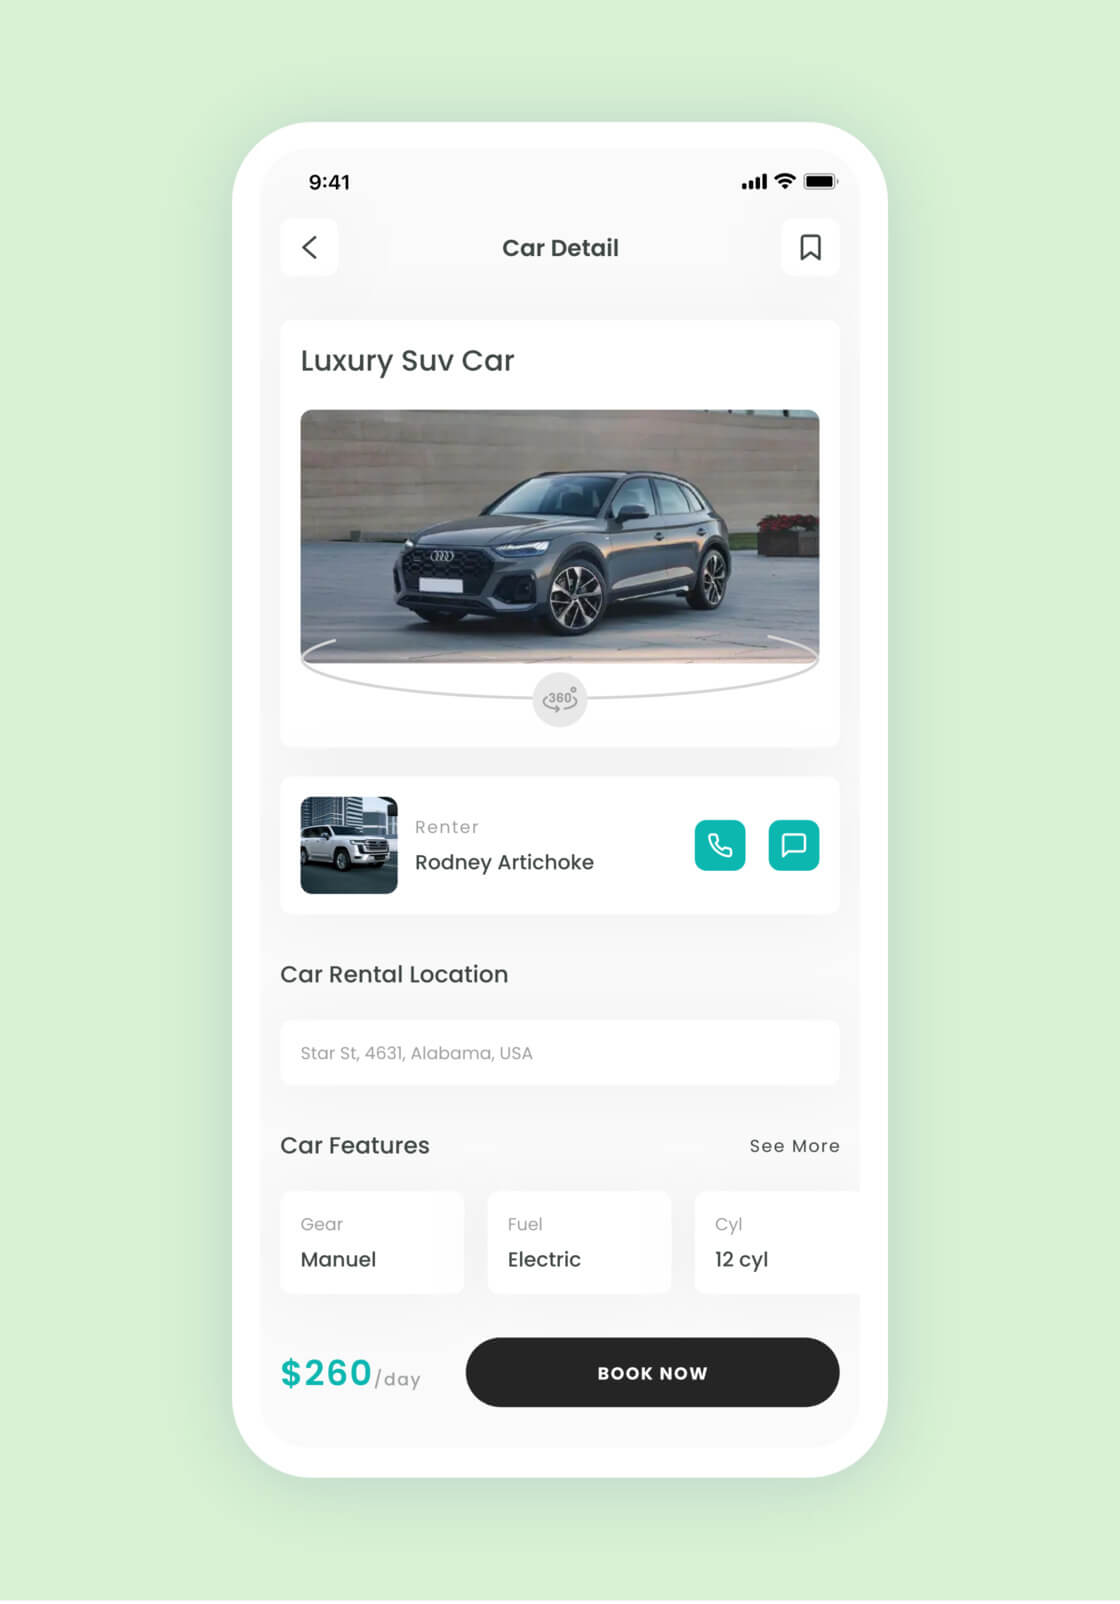 9:41
Car Detail
Luxury Suv Car
360°
Renter
Rodney Artichoke
Car Rental Location
Star St, 4631, Alabama, USA
Car Features
See More
Gear
Manuel
Fuel
Electric
Cyl
12 cyl
$260/day
BOOK NOW